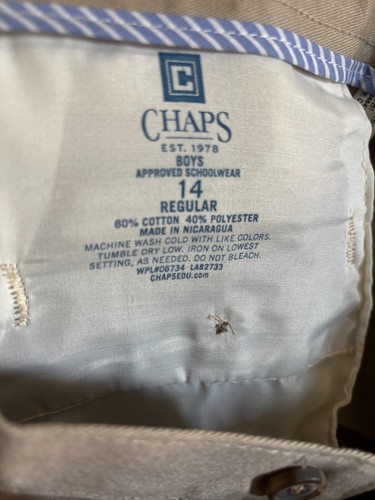 C
CHAPS
EST. 1978
BOYS
APPROVED SCHOOLWEAR
14
REGULAR
60% COTTON 40% POLYESTER
MADE IN NICARAGUA
MACHINE WASH COLD WITH LIKE COLORS.
TUMBLE DRY LOW. IRON ON LOWEST
SETTING, AS NEEDED. DO NOT BLEACH.
WPL#08734 LAB2733
CHAPSEDU.com